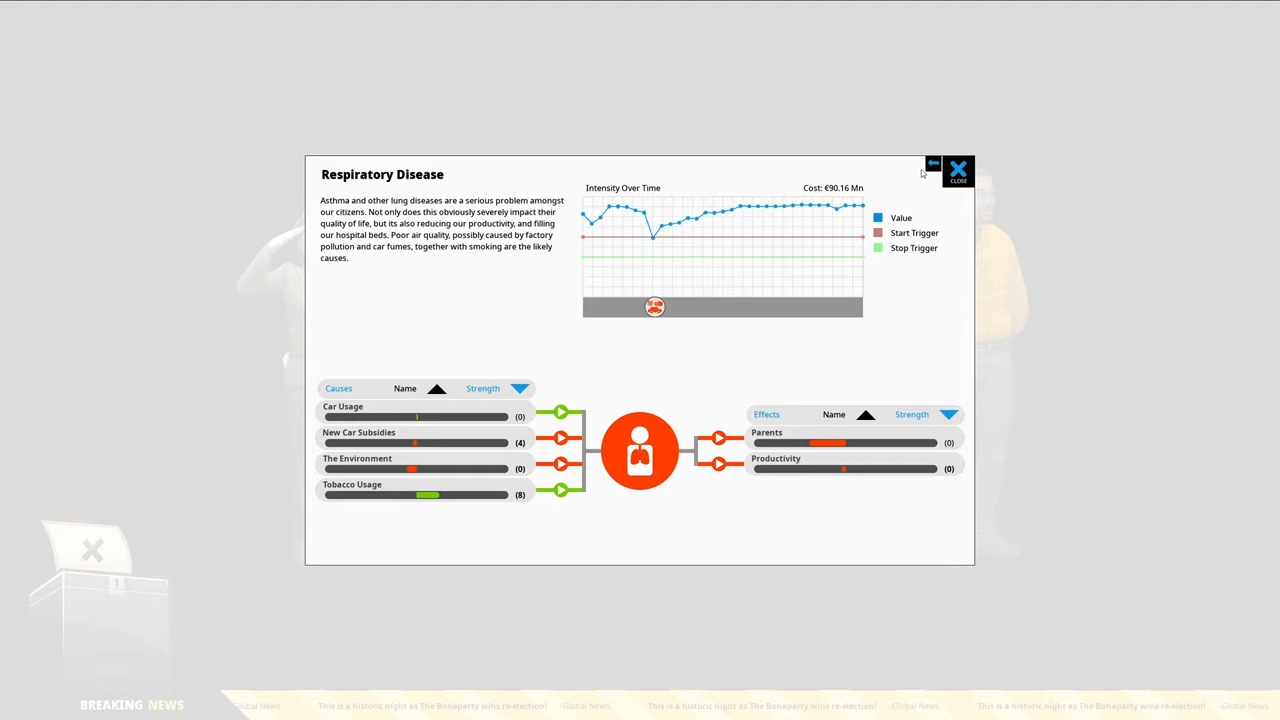 Respiratory Disease
CLOSE
Asthma and other lung diseases are a serious problem amongst
our citizens. Not only does this obviously severely impact their
quality of life, but its also reducing our productivity, and filling
our hospital beds. Poor air quality, possibly caused by factory
pollution and car fumes, together with smoking are the likely
causes.
Intensity Over Time
Cost: €90.16 Mn
Value
Start Trigger
Stop Trigger
Causes Name Strength
Car Usage
(0)
New Car Subsidies
(4)
The Environment
(0)
Tobacco Usage
(8)
Effects Name Strength
Parents
(0)
Productivity
(0)
BREAKING NEWS
Global News This is a historic night as The Bonaparty wins re-election! -Global News This is a historic night as The Bonaparty wins re-election! -Global News This is a historic night as The Bonaparty wins re-election!